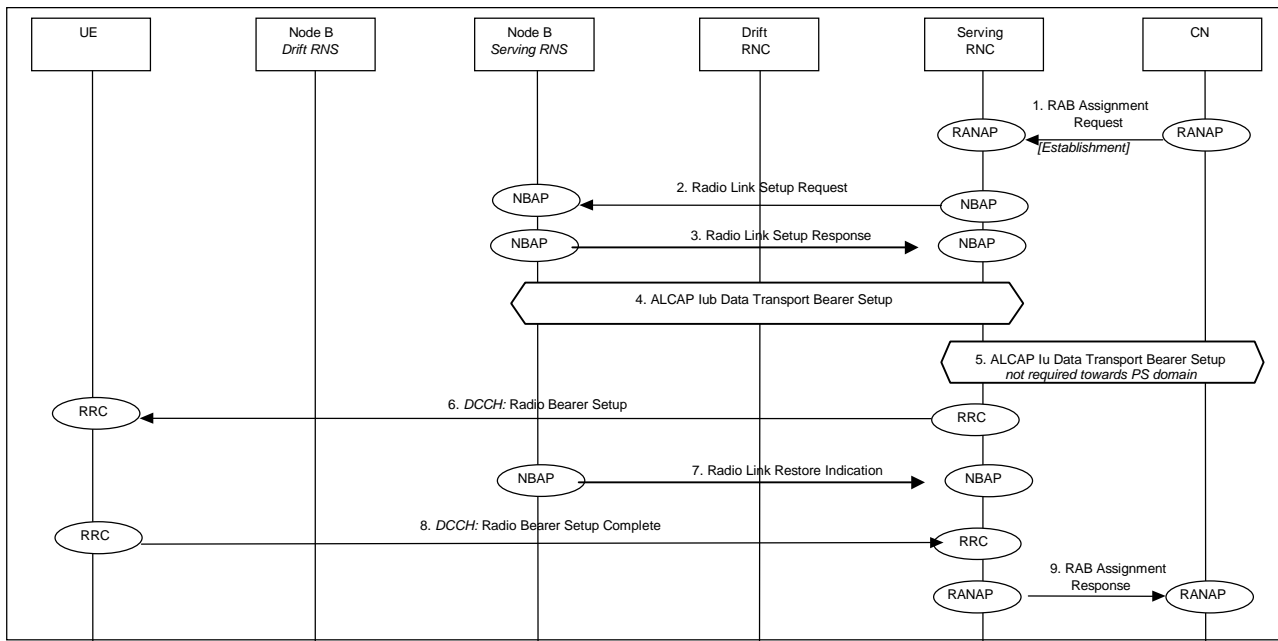 UE
Node B
Drift RNS
Node B
Serving RNS
Drift
RNC
Serving
RNC
CN
1. RAB Assignment
Request
[Establishment]
RANAP
RANAP
2. Radio Link Setup Request
NBAP
NBAP
3. Radio Link Setup Response
NBAP
NBAP
4. ALCAP Iub Data Transport Bearer Setup
5. ALCAP Iu Data Transport Bearer Setup
not required towards PS domain
6. DCCH: Radio Bearer Setup
RRC
RRC
7. Radio Link Restore Indication
NBAP
NBAP
8. DCCH: Radio Bearer Setup Complete
RRC
RRC
9. RAB Assignment
Response
RANAP
RANAP